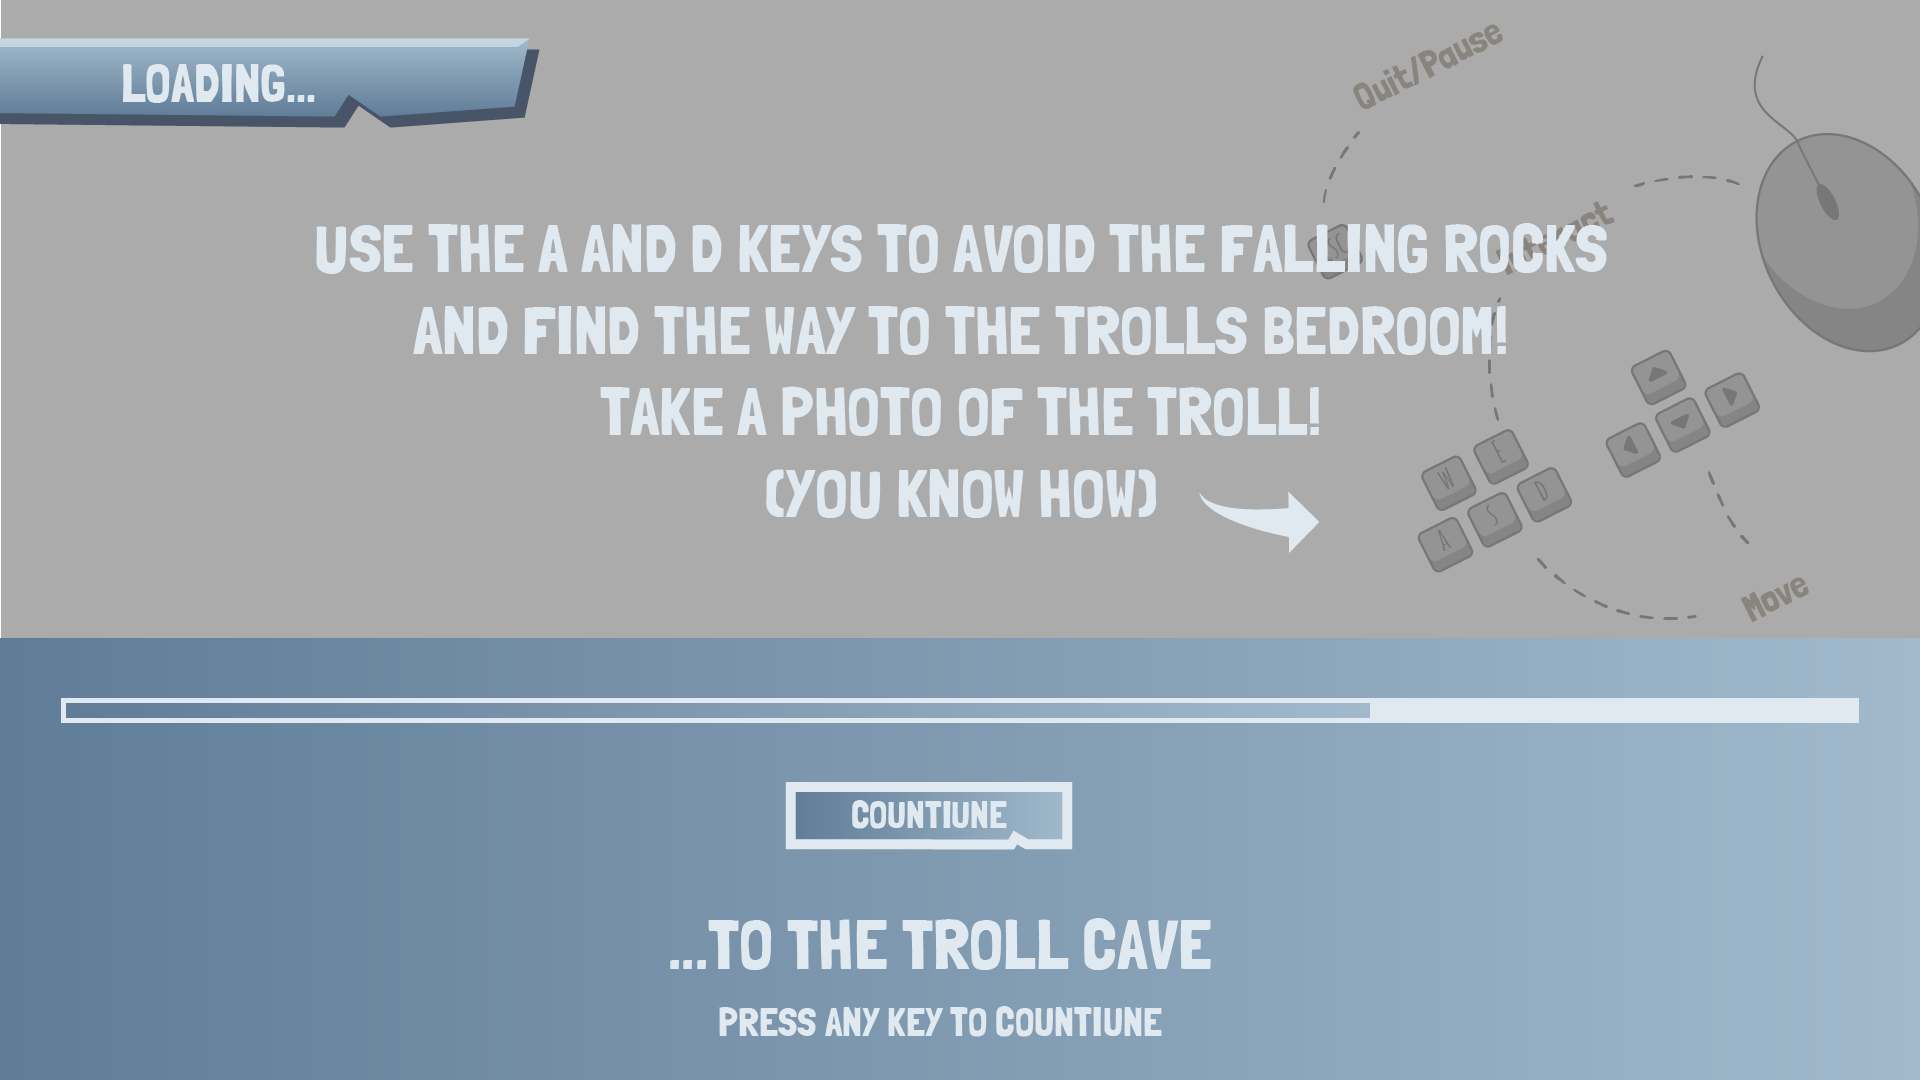 LOADING...
Quit/Pause
ESC
Interact
USE THE A AND D KEYS TO AVOID THE FALLING ROCKS
AND FIND THE WAY TO THE TROLLS BEDROOM!
TAKE A PHOTO OF THE TROLL!
(YOU KNOW HOW)
W E
A S D
Move
COUNTIUNE
...TO THE TROLL CAVE
PRESS ANY KEY TO COUNTIUNE